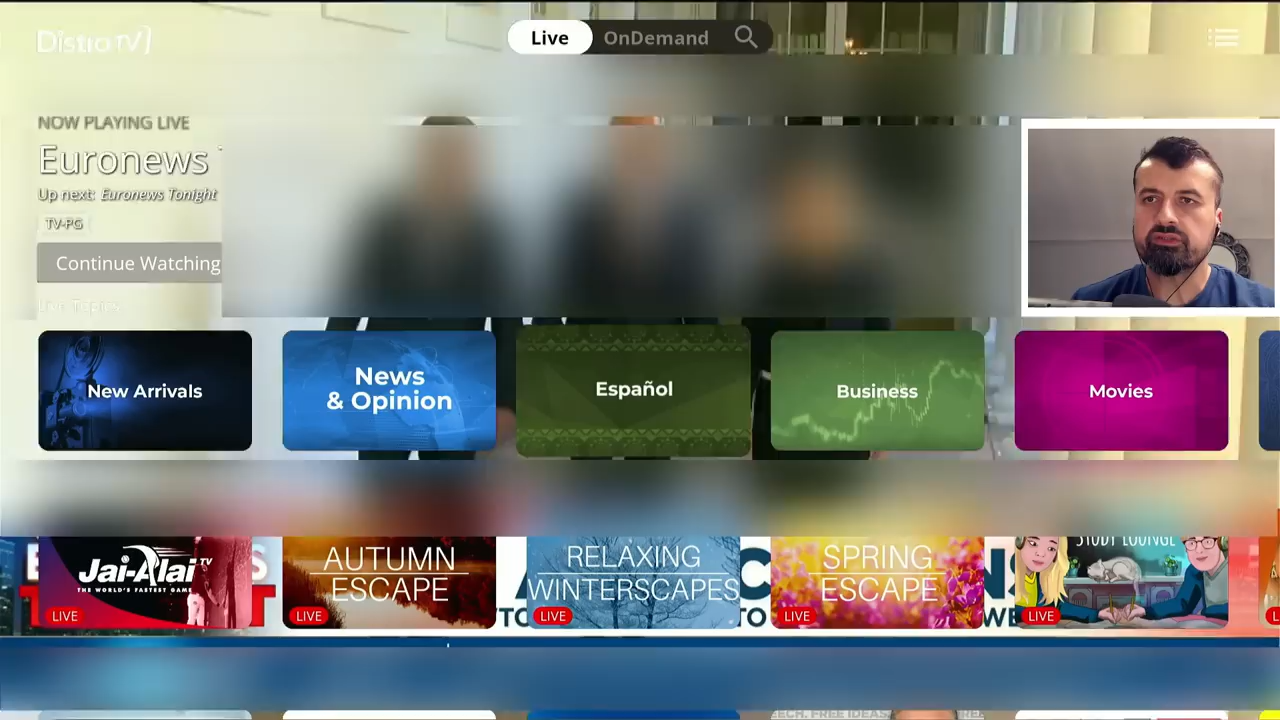 DistroTV
Live
OnDemand
NOW PLAYING LIVE
Euronews
Up next: Euronews Tonight
TV-PG
Continue Watching
Live Topics
New Arrivals
News
& Opinion
Español
Business
Movies
Jai-Alai TV
THE WORLD'S FASTEST GAME
LIVE
AUTUMN
ESCAPE
LIVE
RELAXING
WINTERSCAPES
LIVE
SPRING
ESCAPE
LIVE
STUDY LOUNGE
LIVE